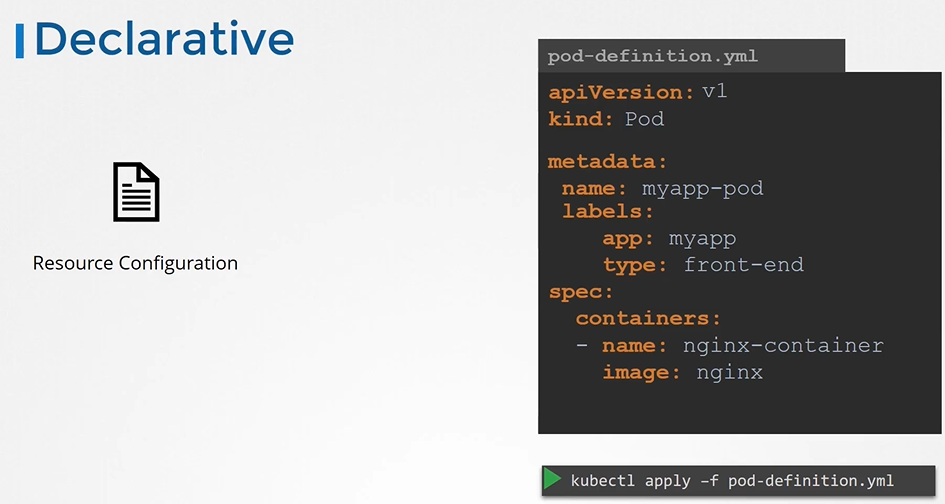 Declarative
Resource Configuration
pod-definition.yml
apiVersion: v1
kind: Pod
metadata:
 name: myapp-pod
 labels:
    app: myapp
    type: front-end
spec:
  containers:
  - name: nginx-container
    image: nginx
kubectl apply –f pod-definition.yml